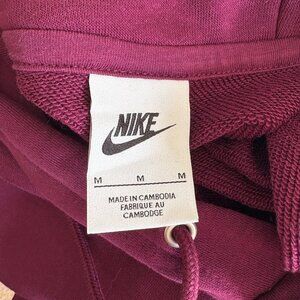 NIKE
M M M
MADE IN CAMBODIA
FABRIQUE AU
CAMBODGE